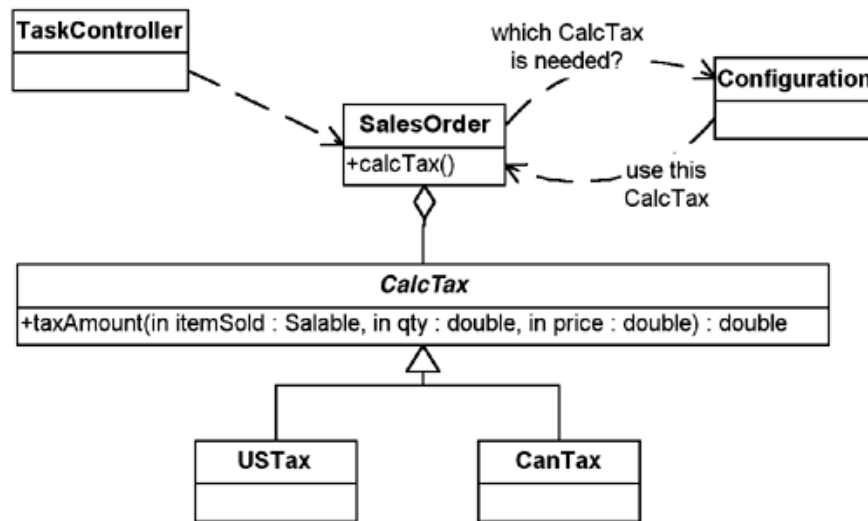 TaskController
which CalcTax
is needed?
Configuration
SalesOrder
+calcTax()
use this
CalcTax
CalcTax
+taxAmount(in itemSold : Salable, in qty : double, in price : double) : double
USTax
CanTax